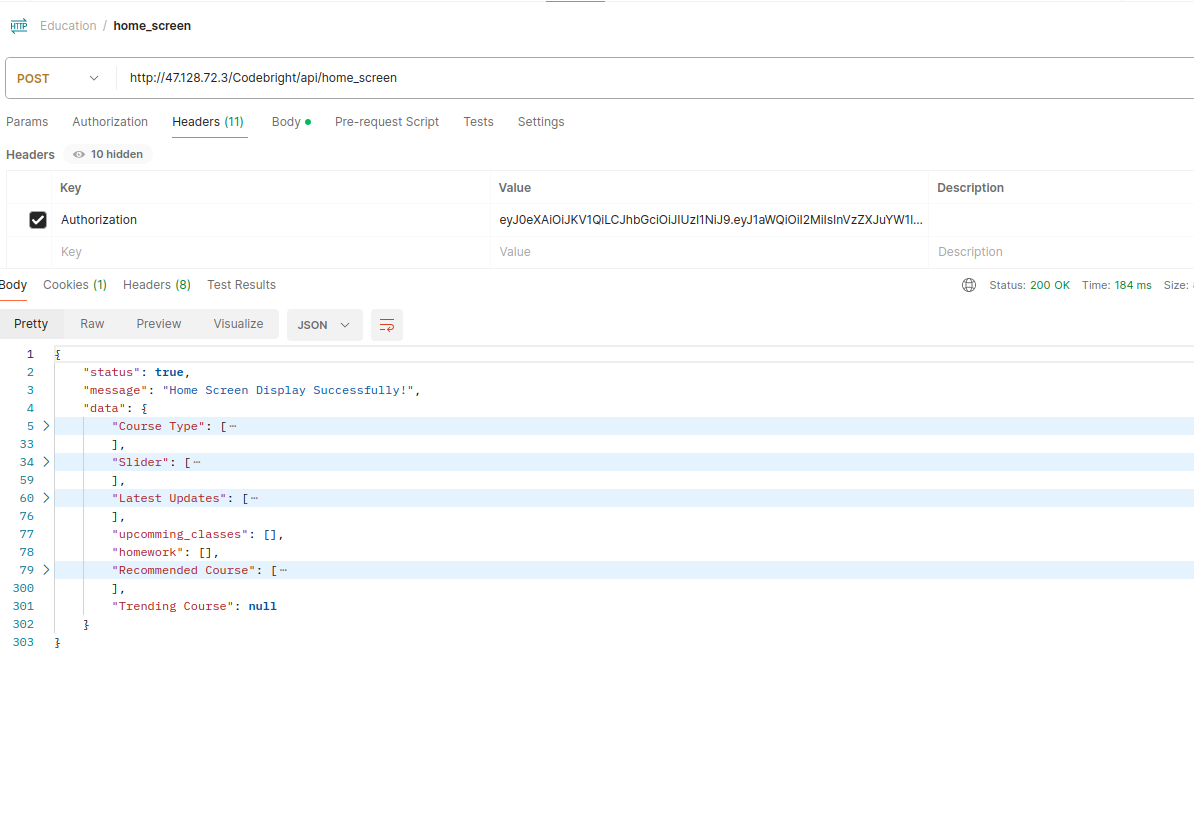 HTTP Education / home_screen
POST http://47.128.72.3/Codebright/api/home_screen
Params Authorization Headers (11) Body Pre-request Script Tests Settings
Headers 10 hidden
Key Value Description
Authorization eyJ0eXAiOiJKV1QiLCJhbGciOiJIUzI1NiJ9.eyJ1aWQiOiI2MiIsInVzZXJuYW1l...
Key Value Description
Body Cookies (1) Headers (8) Test Results Status: 200 OK Time: 184 ms Size:
Pretty Raw Preview Visualize JSON
1 {
2 "status": true,
3 "message": "Home Screen Display Successfully!",
4 "data": {
5 "Course Type": [ ⋯
33 ],
34 "Slider": [ ⋯
59 ],
60 "Latest Updates": [ ⋯
76 ],
77 "upcomming_classes": [],
78 "homework": [],
79 "Recommended Course": [ ⋯
300 ],
301 "Trending Course": null
302 }
303 }